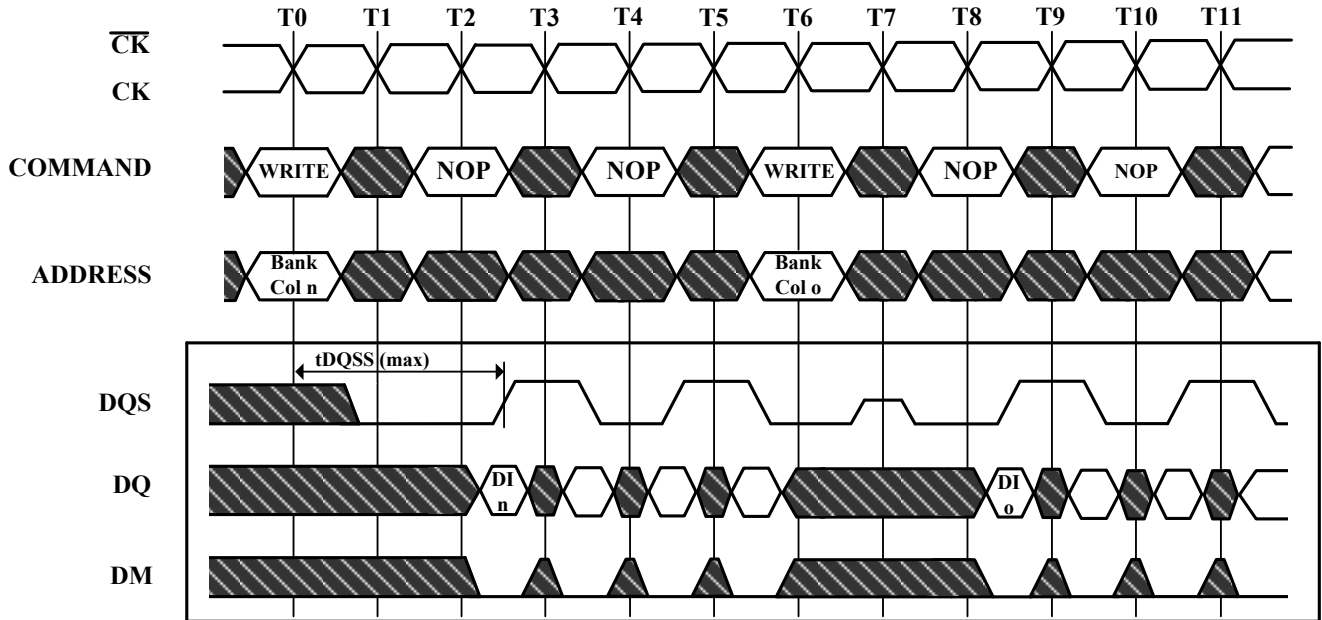 T0 T1 T2 T3 T4 T5 T6 T7 T8 T9 T10 T11
CK
CK
COMMAND WRITE NOP NOP WRITE NOP NOP
ADDRESS Bank Col n Bank Col o
tDQSS (max)
DQS
DQ DI n DI o
DM